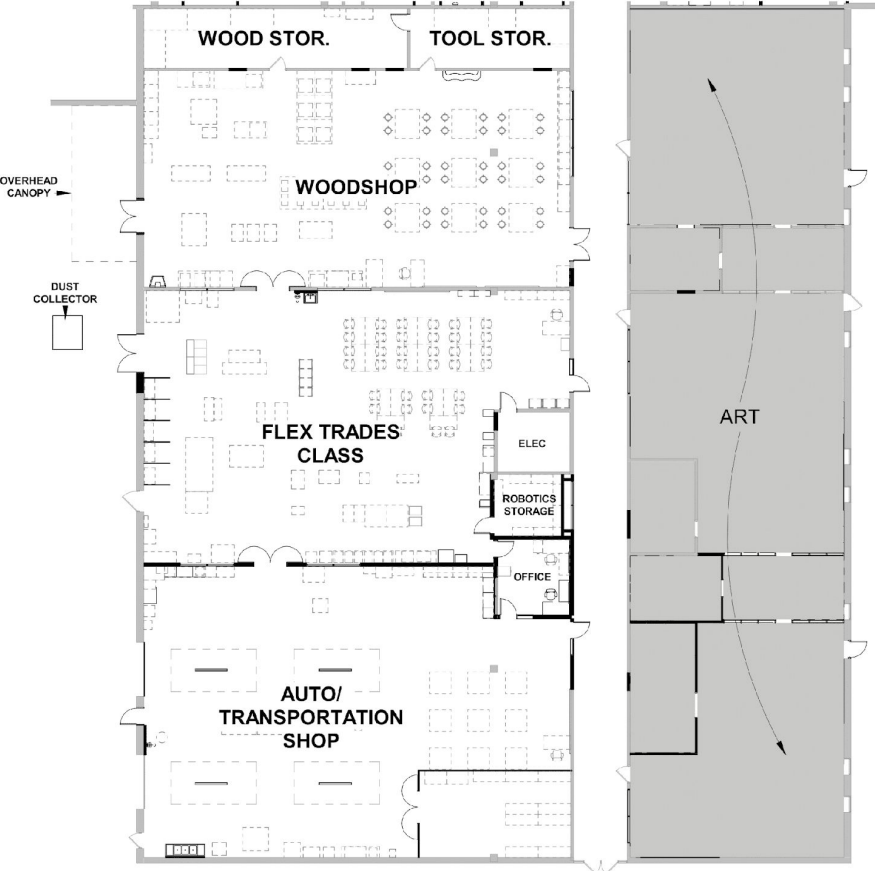 WOOD STOR.
TOOL STOR.
WOODSHOP
OVERHEAD
CANOPY
DUST
COLLECTOR
ART
FLEX TRADES
CLASS
ELEC
ROBOTICS
STORAGE
OFFICE
AUTO/
TRANSPORTATION
SHOP